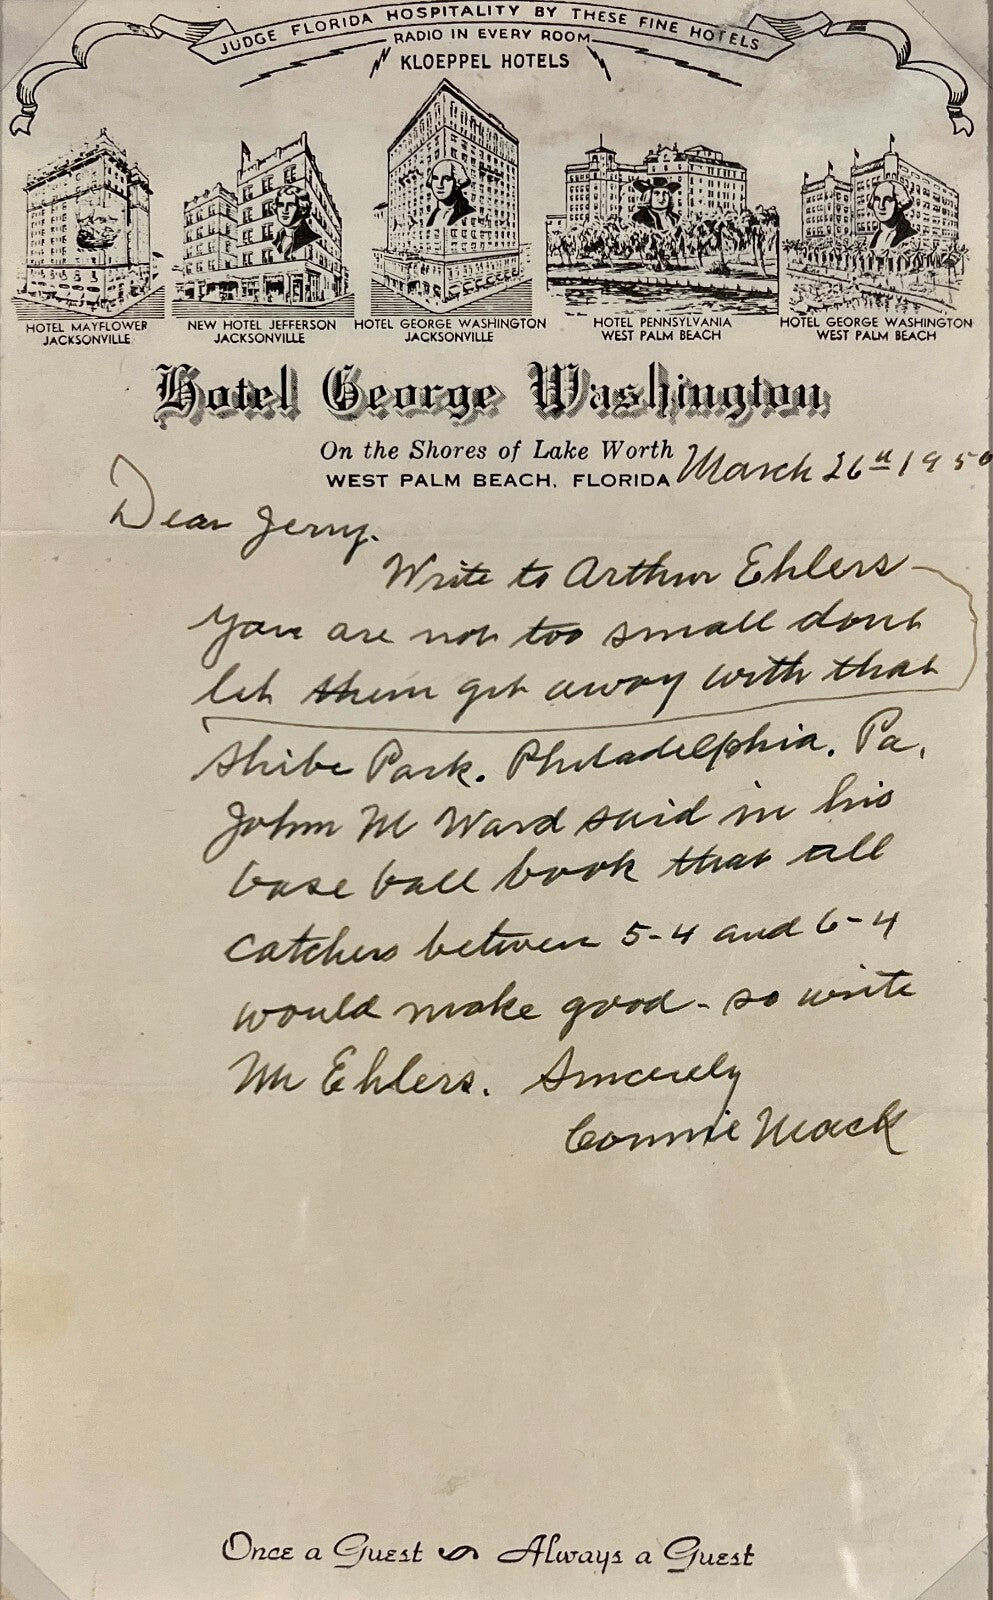 JUDGE FLORIDA HOSPITALITY BY THESE FINE HOTELS
RADIO IN EVERY ROOM
KLOEPPEL HOTELS
HOTEL MAYFLOWER
JACKSONVILLE
NEW HOTEL JEFFERSON
JACKSONVILLE
HOTEL GEORGE WASHINGTON
JACKSONVILLE
HOTEL PENNSYLVANIA
WEST PALM BEACH
HOTEL GEORGE WASHINGTON
WEST PALM BEACH
Hotel George Washington
On the Shores of Lake Worth
WEST PALM BEACH, FLORIDA
March 26th 1950
Dear Jerry.
Write to Arthur Ehlers
you are not too small dont
let them get away with that
Shibe Park. Philadelphia. Pa.
John M Ward said in his
base ball book that all
catchers between 5-4 and 6-4
would make good - so write
Mr Ehlers. Sincerely
Connie Mack
Once a Guest Always a Guest